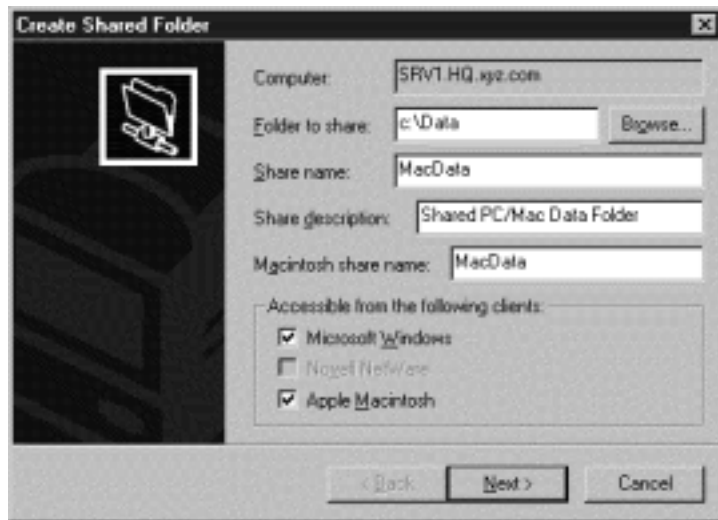 Create Shared Folder
Computer: SRV1.HQ.xyz.com
Folder to share: c:\Data Browse...
Share name: MacData
Share description: Shared PC/Mac Data Folder
Macintosh share name: MacData
Accessible from the following clients:
Microsoft Windows
Novell NetWare
Apple Macintosh
< Back Next > Cancel